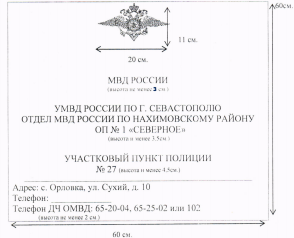 60см.
11 см.
20 см.
МВД РОССИИ
(высота не менее 3 см.)
УМВД РОССИИ ПО Г. СЕВАСТОПОЛЮ
ОТДЕЛ МВД РОССИИ ПО НАХИМОВСКОМУ РАЙОНУ
ОП № 1 «СЕВЕРНОЕ»
(высота н менее 3.5см.)
УЧАСТКОВЫЙ ПУНКТ ПОЛИЦИИ
№ 27 (высота н менее 4.5см.)
Адрес: с. Орловка, ул. Сухий, д. 10
Телефон:
Телефон ДЧ ОМВД: 65-20-04, 65-25-02 или 102
(высота не менее 2 см.)
60 см.